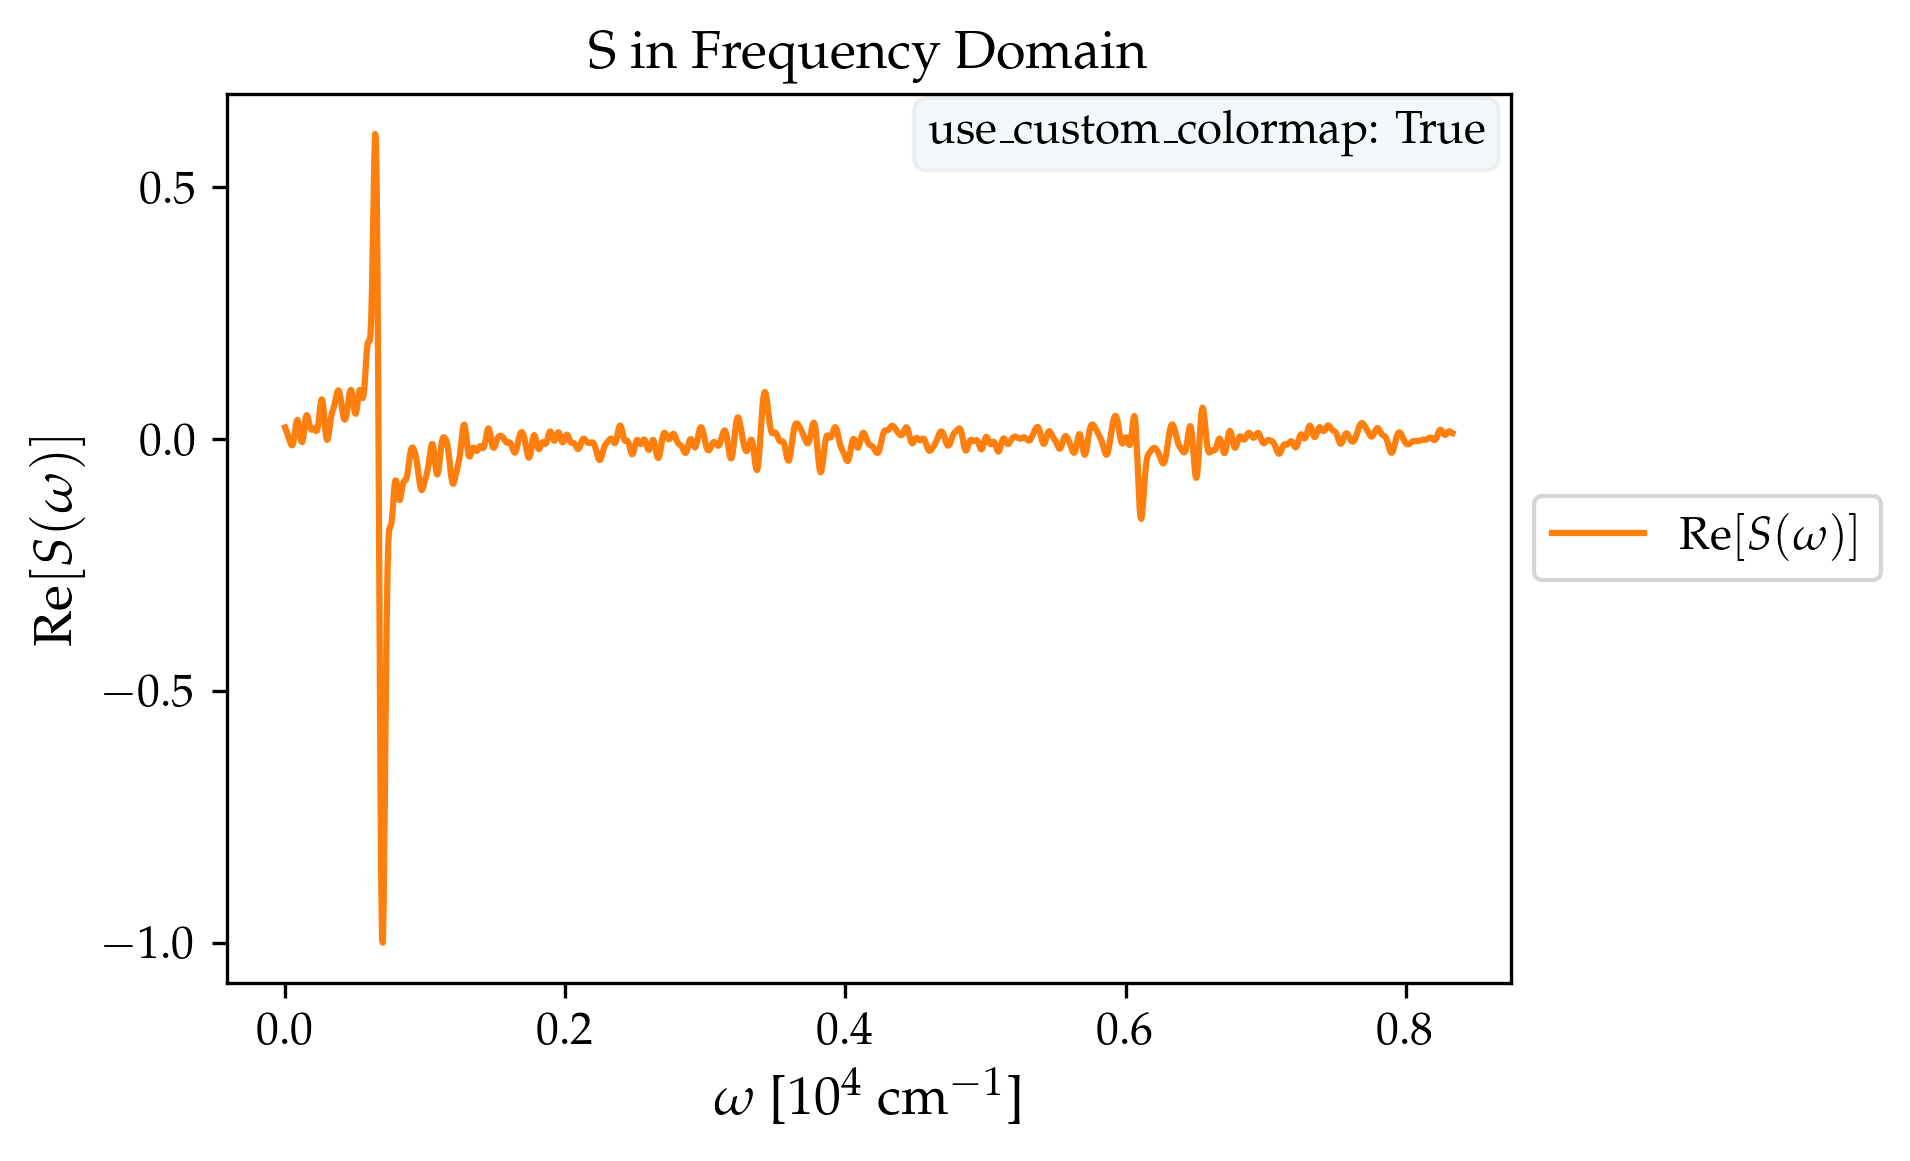 S in Frequency Domain
use_custom_colormap: True
0.5
0.0
−0.5
−1.0
Re[S(ω)]
Re[S(ω)]
0.0 0.2 0.4 0.6 0.8
ω [10⁴ cm⁻¹]